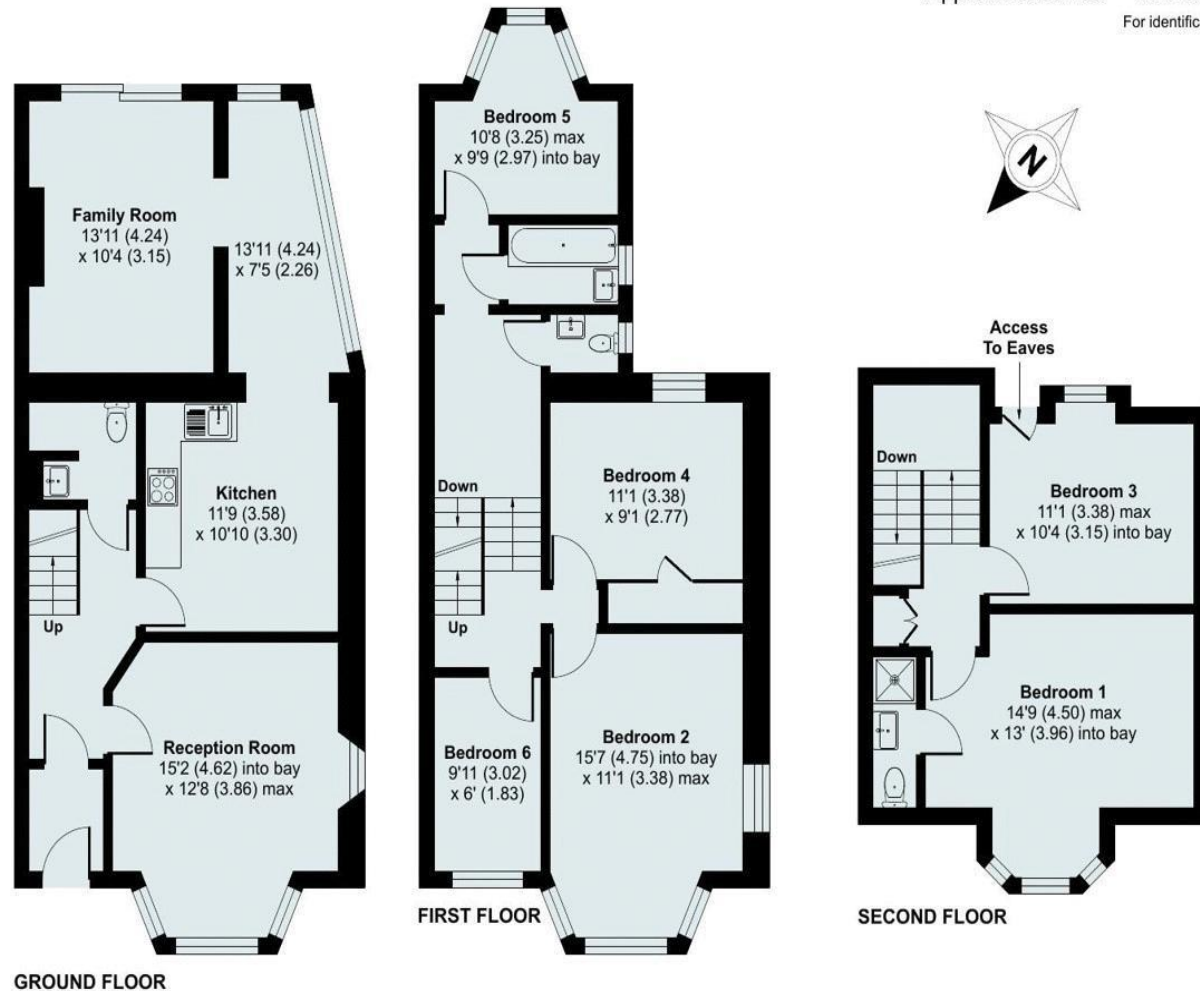 For identific
N
Family Room
13'11 (4.24)
x 10'4 (3.15)
13'11 (4.24)
x 7'5 (2.26)
Kitchen
11'9 (3.58)
x 10'10 (3.30)
Up
Reception Room
15'2 (4.62) into bay
x 12'8 (3.86) max
GROUND FLOOR
Bedroom 5
10'8 (3.25) max
x 9'9 (2.97) into bay
Down
Bedroom 4
11'1 (3.38)
x 9'1 (2.77)
Up
Bedroom 6
9'11 (3.02)
x 6' (1.83)
Bedroom 2
15'7 (4.75) into bay
x 11'1 (3.38) max
FIRST FLOOR
Access
To Eaves
Down
Bedroom 3
11'1 (3.38) max
x 10'4 (3.15) into bay
Bedroom 1
14'9 (4.50) max
x 13' (3.96) into bay
SECOND FLOOR